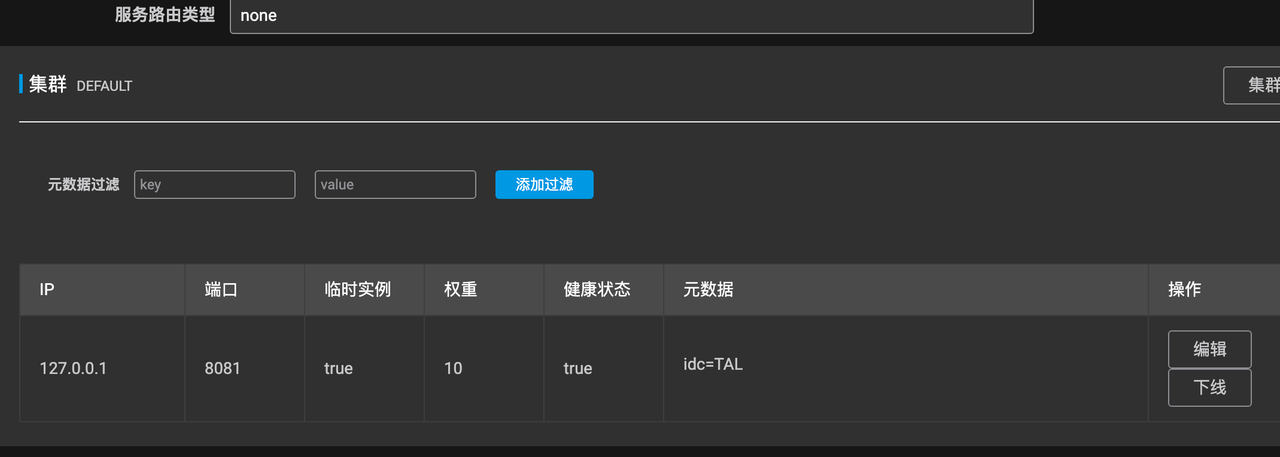 服务路由类型 none
集群 DEFAULT 集群
元数据过滤 key value 添加过滤
IP 端口 临时实例 权重 健康状态 元数据 操作
127.0.0.1 8081 true 10 true idc=TAL 编辑
下线